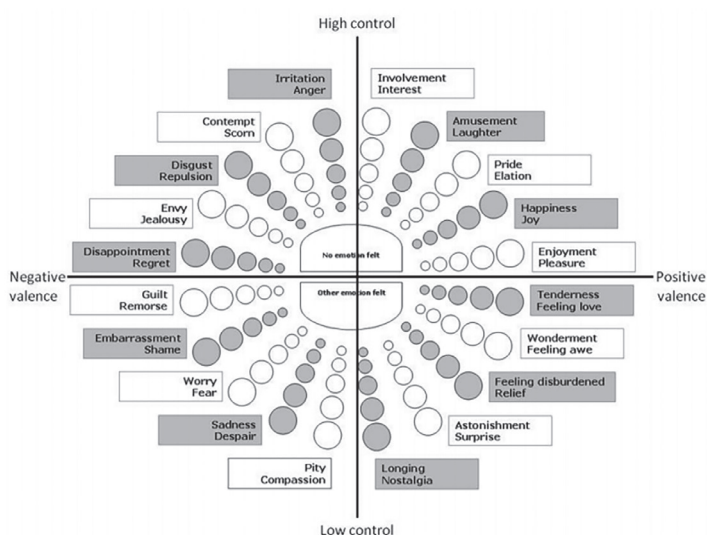 High control
Irritation
Anger
Involvement
Interest
Contempt
Scorn
Amusement
Laughter
Disgust
Repulsion
Pride
Elation
Envy
Jealousy
Happiness
Joy
Disappointment
Regret
No emotion felt
Enjoyment
Pleasure
Negative
valence
Positive
valence
Guilt
Remorse
Other emotion felt
Tenderness
Feeling love
Embarrassment
Shame
Wonderment
Feeling awe
Worry
Fear
Feeling disburdened
Relief
Sadness
Despair
Astonishment
Surprise
Pity
Compassion
Longing
Nostalgia
Low control